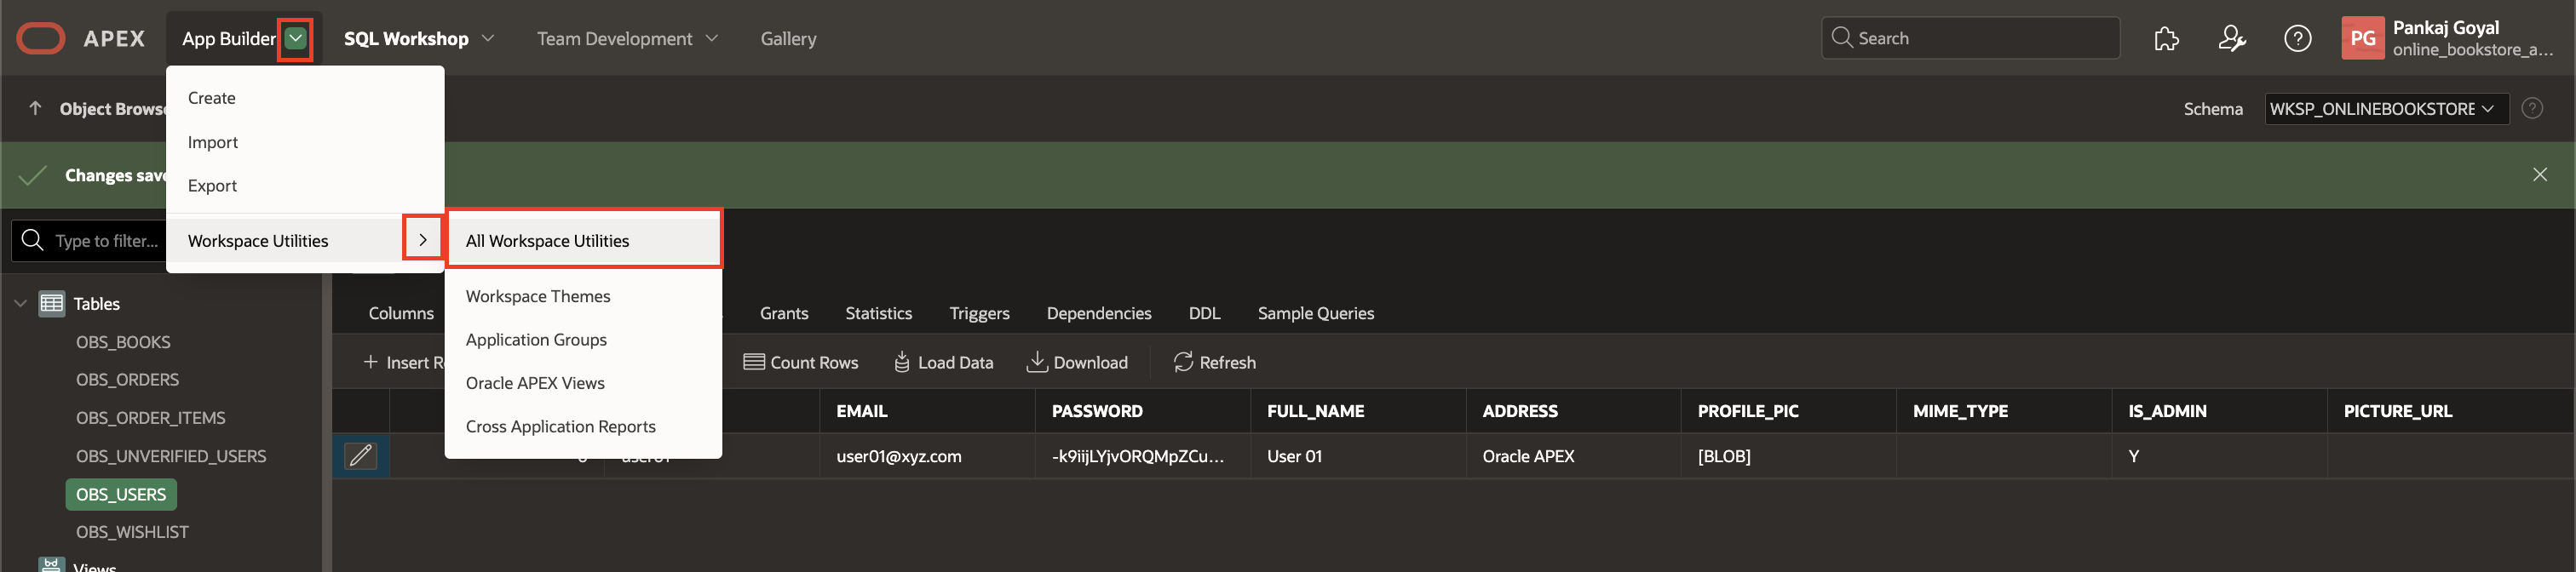 APEX App Builder SQL Workshop Team Development Gallery Search ? PG Pankaj Goyal
online_bookstore_a...
Create
Object Browse Schema WKSP_ONLINEBOOKSTORE ?
Import
Changes save
Export
Type to filter... Workspace Utilities All Workspace Utilities
Workspace Themes
Tables
Columns Grants Statistics Triggers Dependencies DDL Sample Queries
OBS_BOOKS
Application Groups
+ Insert R Count Rows Load Data Download Refresh
OBS_ORDERS
Oracle APEX Views
EMAIL PASSWORD FULL_NAME ADDRESS PROFILE_PIC MIME_TYPE IS_ADMIN PICTURE_URL
OBS_ORDER_ITEMS
Cross Application Reports
OBS_UNVERIFIED_USERS user01@xyz.com -k9iijLYjvORQMpZCu... User 01 Oracle APEX [BLOB] Y
OBS_USERS
OBS_WISHLIST
Views